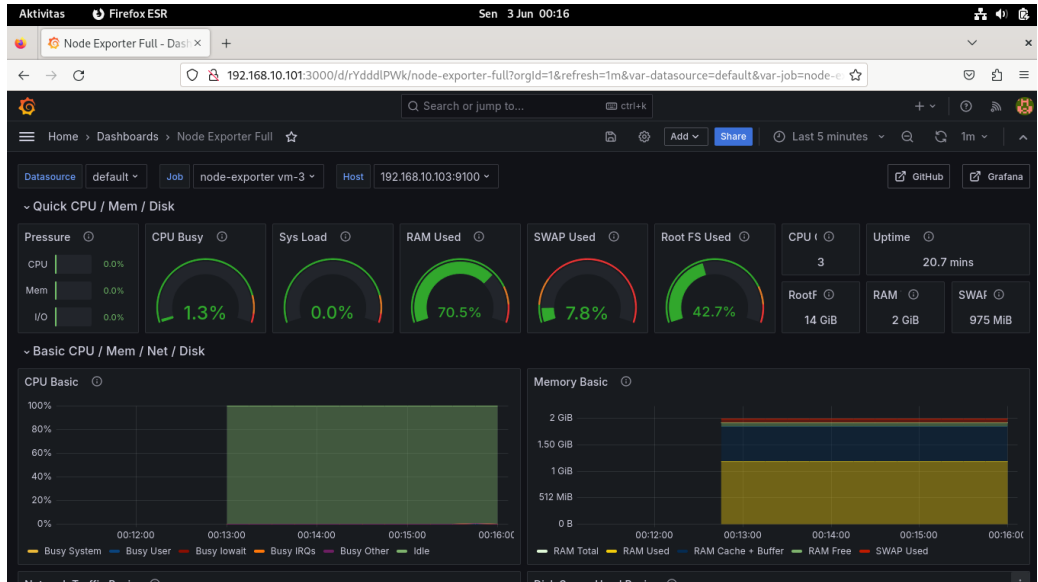 Aktivitas Firefox ESR Sen 3 Jun 00:16
Node Exporter Full - Dash
192.168.10.101:3000/d/rYdddlPWk/node-exporter-full?orgId=1&refresh=1m&var-datasource=default&var-job=node-e
Search or jump to... ctrl+k
Home › Dashboards › Node Exporter Full Add Share Last 5 minutes 1m
Datasource default Job node-exporter vm-3 Host 192.168.10.103:9100 GitHub Grafana
Quick CPU / Mem / Disk
Pressure CPU Busy Sys Load RAM Used SWAP Used Root FS Used CPU Uptime
CPU 0.0%
3 20.7 mins
Mem 0.0%
RootF RAM SWAF
1.3% 0.0% 70.5% 7.8% 42.7%
I/O 0.0%
14 GiB 2 GiB 975 MiB
Basic CPU / Mem / Net / Disk
CPU Basic
100%
80%
60%
40%
20%
0%
00:12:00 00:13:00 00:14:00 00:15:00 00:16:00
Busy System Busy User Busy Iowait Busy IRQs Busy Other Idle
Memory Basic
2 GiB
1.50 GiB
1 GiB
512 MiB
0 B
00:12:00 00:13:00 00:14:00 00:15:00 00:16:00
RAM Total RAM Used RAM Cache + Buffer RAM Free SWAP Used